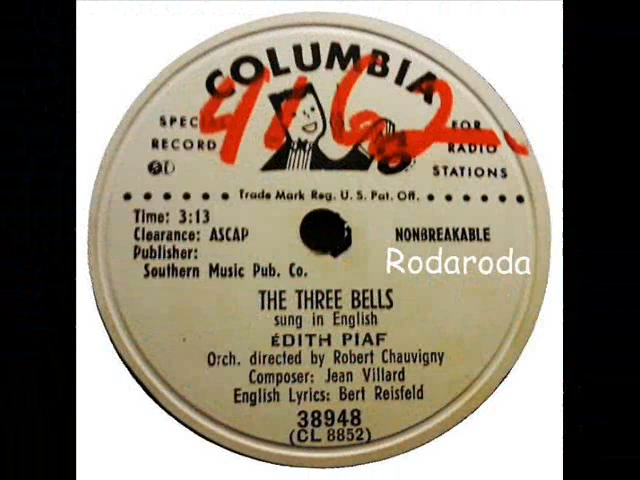 COLUMBIA
4162
SPEC
RECORD
FOR
RADIO
STATIONS
Trade Mark Reg. U. S. Pat. Off.
Time: 3:13
Clearance: ASCAP
Publisher:
Southern Music Pub. Co.
NONBREAKABLE
Rodaroda
THE THREE BELLS
sung in English
ÉDITH PIAF
Orch. directed by Robert Chauvigny
Composer: Jean Villard
English Lyrics: Bert Reisfeld
38948
(CL 8852)